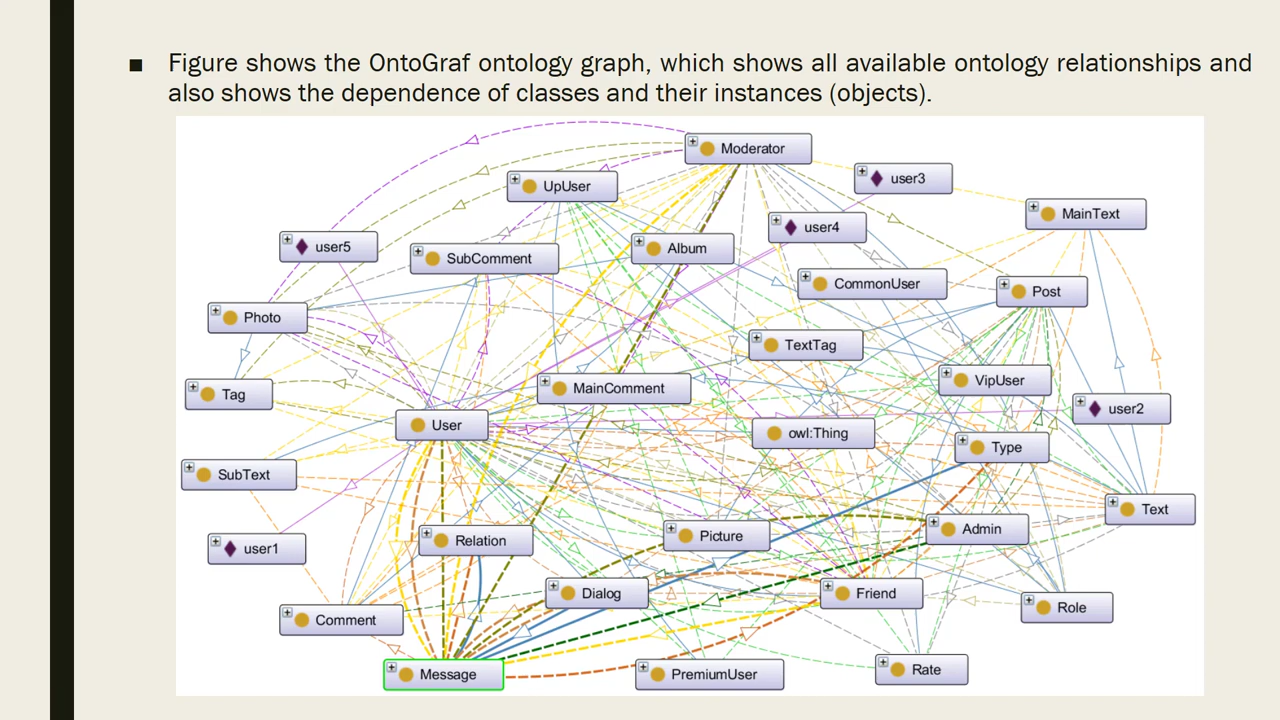 ■ Figure shows the OntoGraf ontology graph, which shows all available ontology relationships and
also shows the dependence of classes and their instances (objects).
Moderator
user3
UpUser
MainText
user4
user5
Album
SubComment
CommonUser
Post
Photo
TextTag
VipUser
MainComment
Tag
user2
User
owl:Thing
Type
SubText
Text
Admin
Picture
Relation
user1
Dialog
Friend
Role
Comment
Rate
Message
PremiumUser